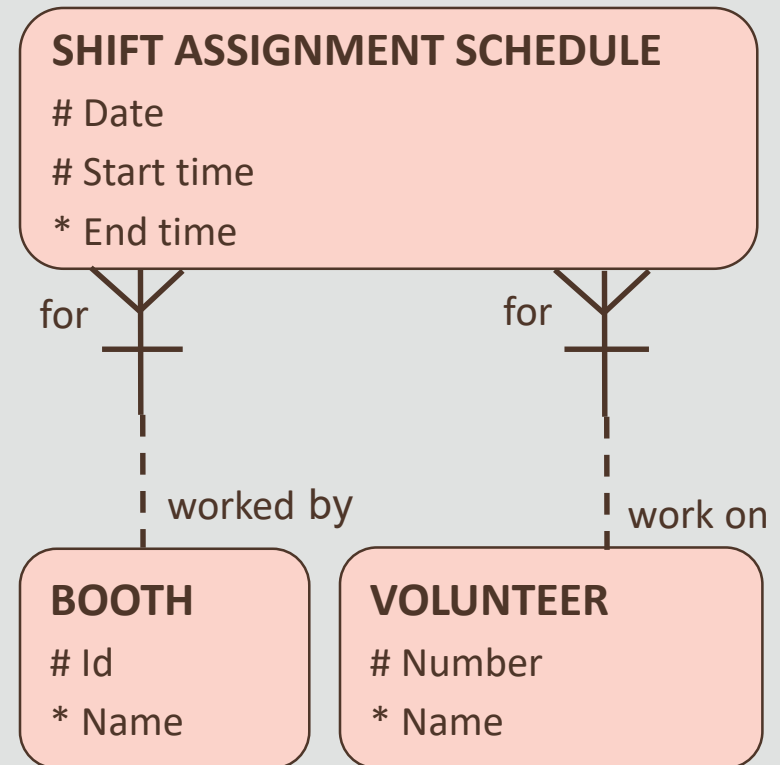 SHIFT ASSIGNMENT SCHEDULE
# Date
# Start time
* End time
for
for
worked by
work on
BOOTH
# Id
* Name
VOLUNTEER
# Number
* Name